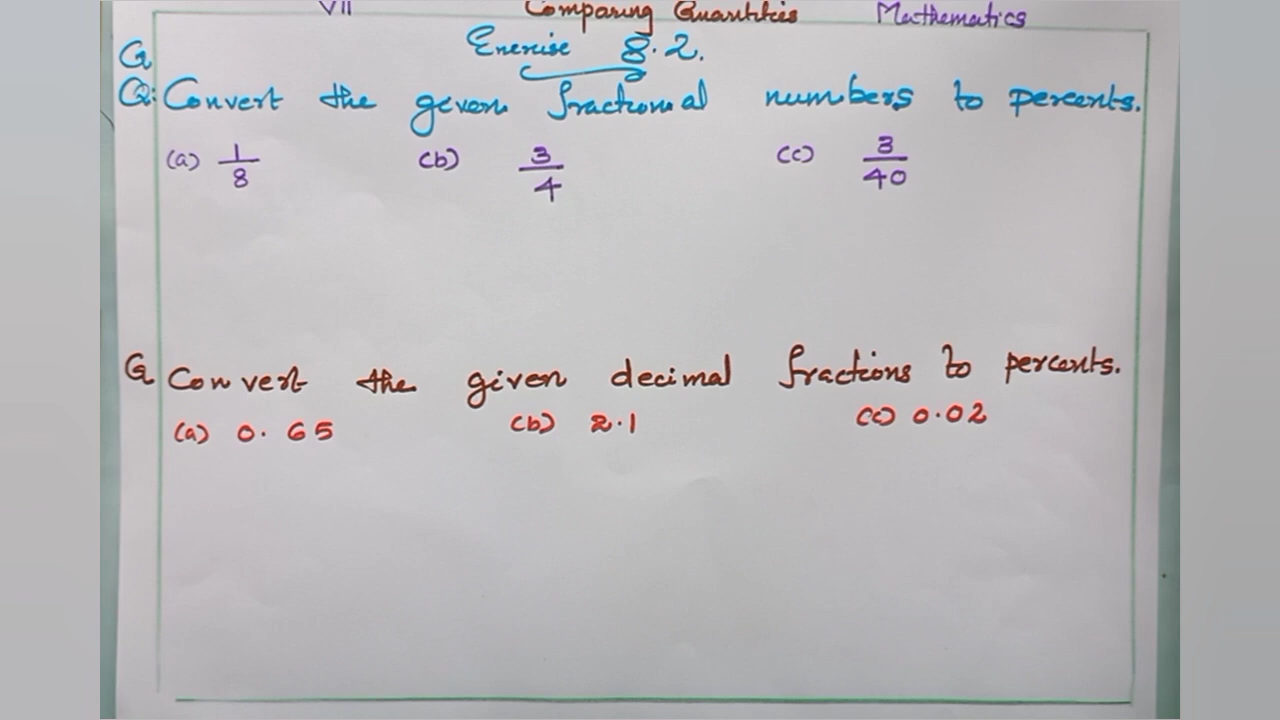 VII Comparing Quantities Mathematics
Exercise 8.2.
Q
Q: Convert the given fractional numbers to percents.
(a) 1/8 (b) 3/4 (c) 3/40
Q Convert the given decimal fractions to percents.
(a) 0.65 (b) 2.1 (c) 0.02